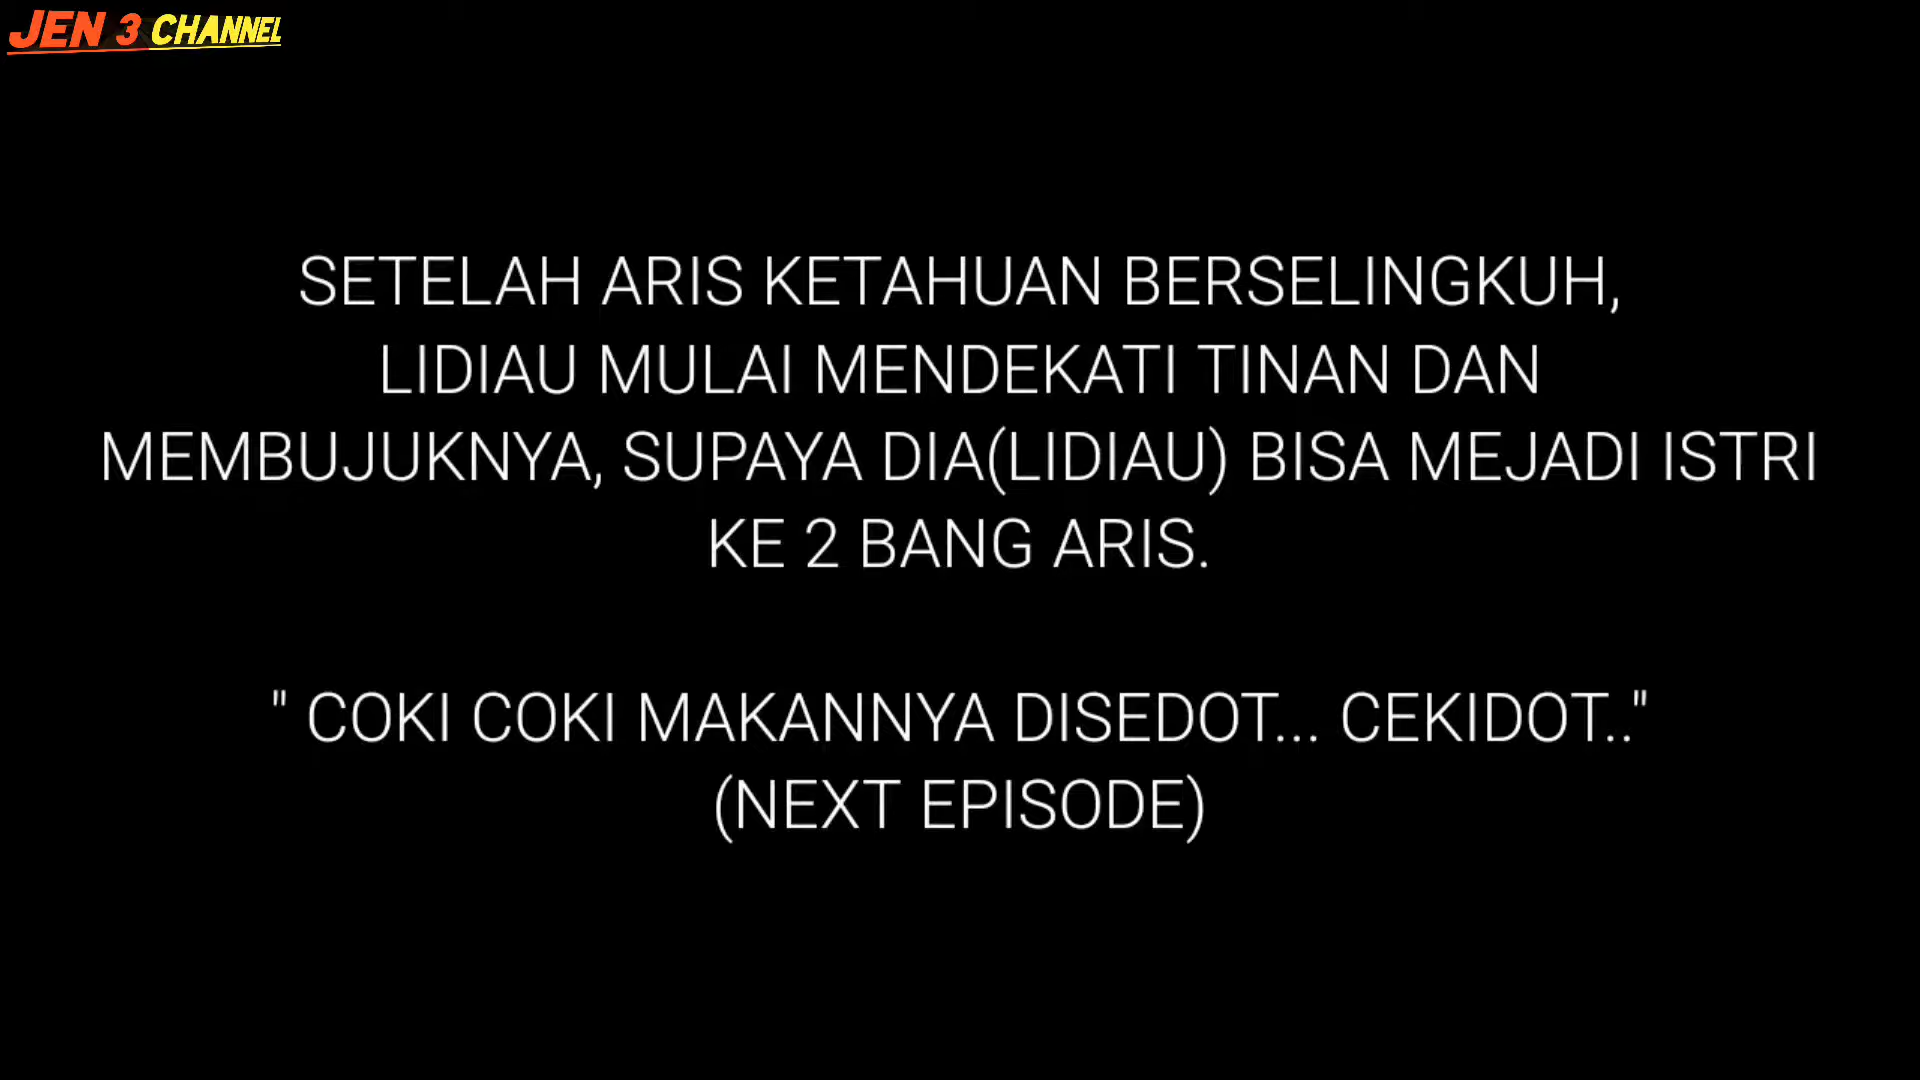 JEN 3 CHANNEL
SETELAH ARIS KETAHUAN BERSELINGKUH,
LIDIAU MULAI MENDEKATI TINAN DAN
MEMBUJUKNYA, SUPAYA DIA(LIDIAU) BISA MEJADI ISTRI
KE 2 BANG ARIS.
" COKI COKI MAKANNYA DISEDOT... CEKIDOT.."
(NEXT EPISODE)